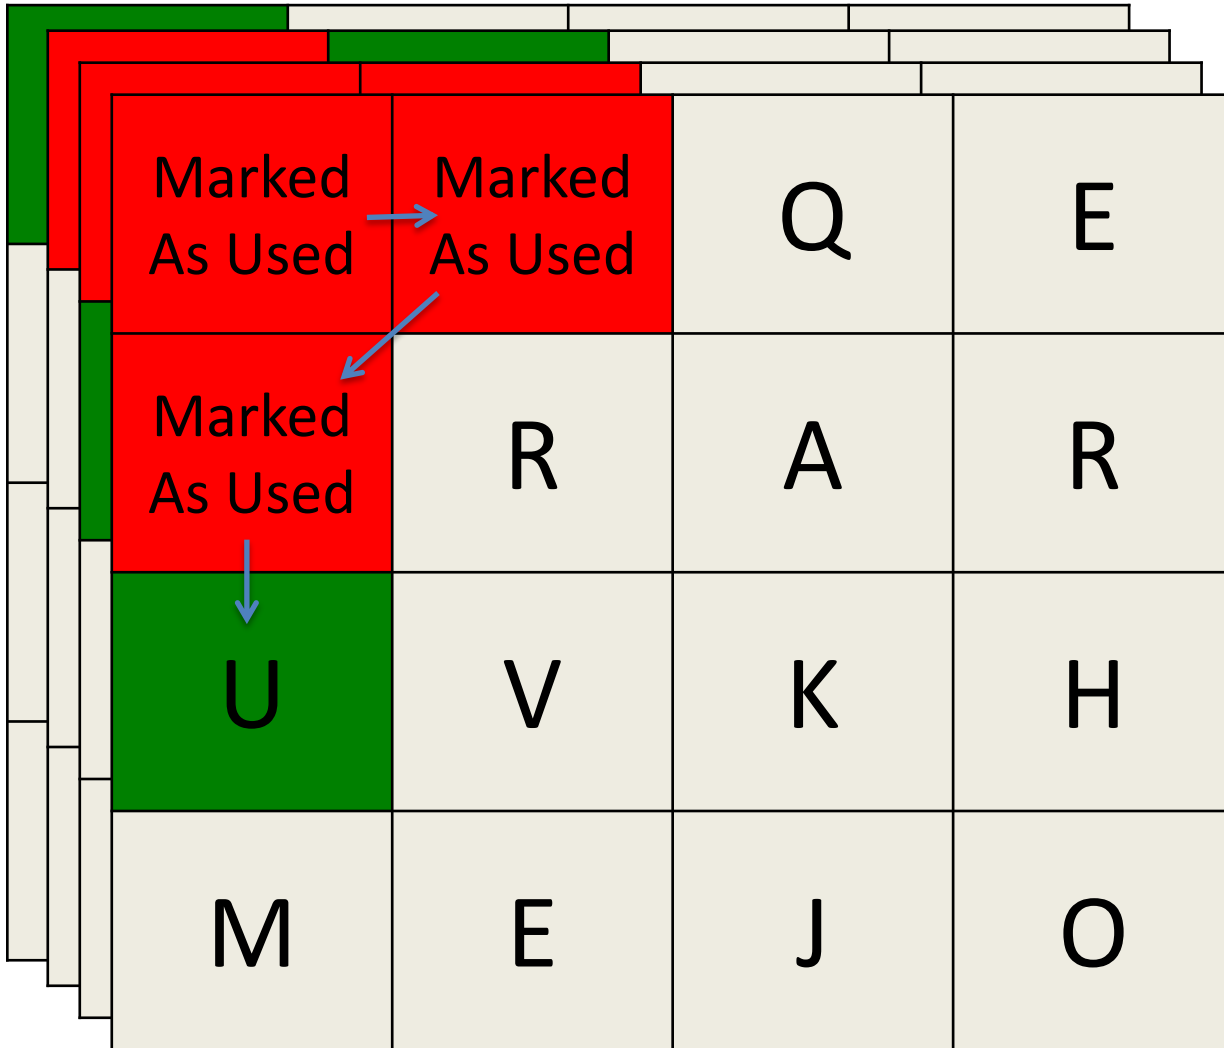 Marked Marked Q E
As Used As Used
Marked R A R
As Used
U V K H
M E J O